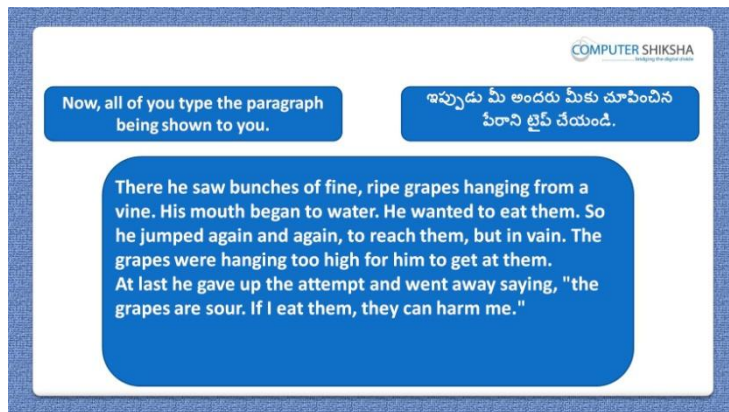 COMPUTER SHIKSHA
bridging the digital divide
Now, all of you type the paragraph
being shown to you.
ఇప్పుడు మీ అందరు మీకు చూపించిన
పేరాని టైప్ చేయండి.
There he saw bunches of fine, ripe grapes hanging from a
vine. His mouth began to water. He wanted to eat them. So
he jumped again and again, to reach them, but in vain. The
grapes were hanging too high for him to get at them.
At last he gave up the attempt and went away saying, "the
grapes are sour. If I eat them, they can harm me."